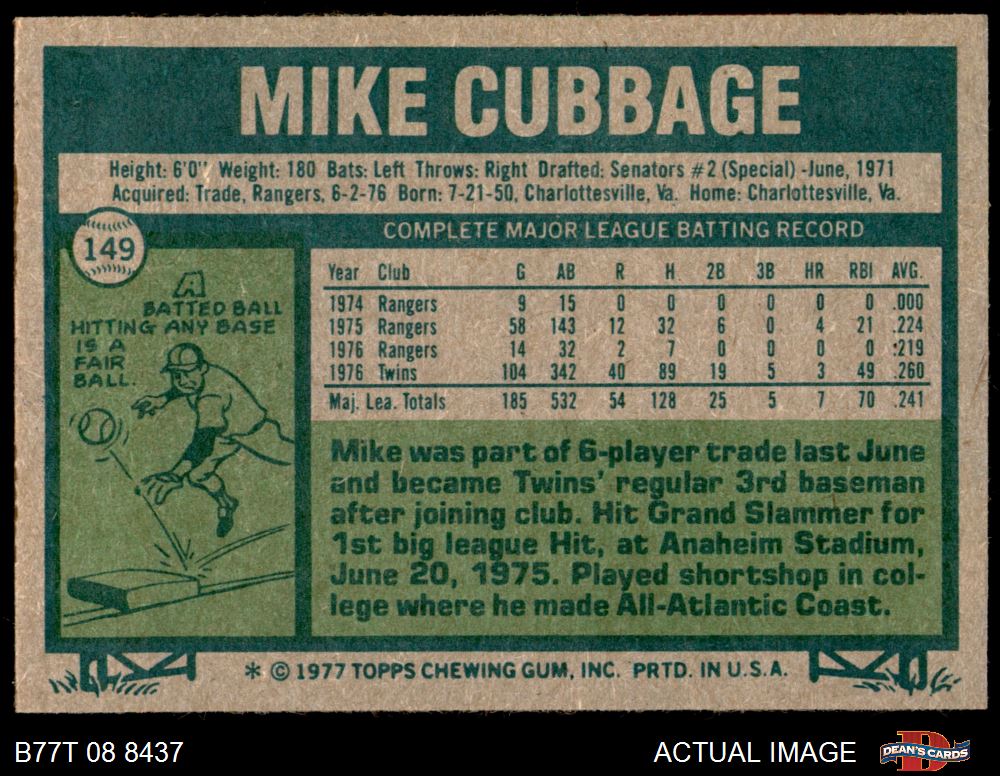 MIKE CUBBAGE
Height: 6'0" Weight: 180 Bats: Left Throws: Right Drafted: Senators #2 (Special) -June, 1971
Acquired: Trade, Rangers, 6-2-76 Born: 7-21-50, Charlottesville, Va. Home: Charlottesville, Va.
149
A
BATTED BALL
HITTING ANY BASE
IS A
FAIR
BALL.
COMPLETE MAJOR LEAGUE BATTING RECORD
Year Club G AB R H 2B 3B HR RBI AVG.
1974 Rangers 9 15 0 0 0 0 0 0 .000
1975 Rangers 58 143 12 32 6 0 4 21 .224
1976 Rangers 14 32 2 7 0 0 0 0 .219
1976 Twins 104 342 40 89 19 5 3 49 .260
Maj. Lea. Totals 185 532 54 128 25 5 7 70 .241
Mike was part of 6-player trade last June
and became Twins' regular 3rd baseman
after joining club. Hit Grand Slammer for
1st big league Hit, at Anaheim Stadium,
June 20, 1975. Played shortshop in col-
lege where he made All-Atlantic Coast.
* © 1977 TOPPS CHEWING GUM, INC. PRTD. IN U.S.A.
B77T 08 8437
ACTUAL IMAGE
D
DEAN'S CARDS